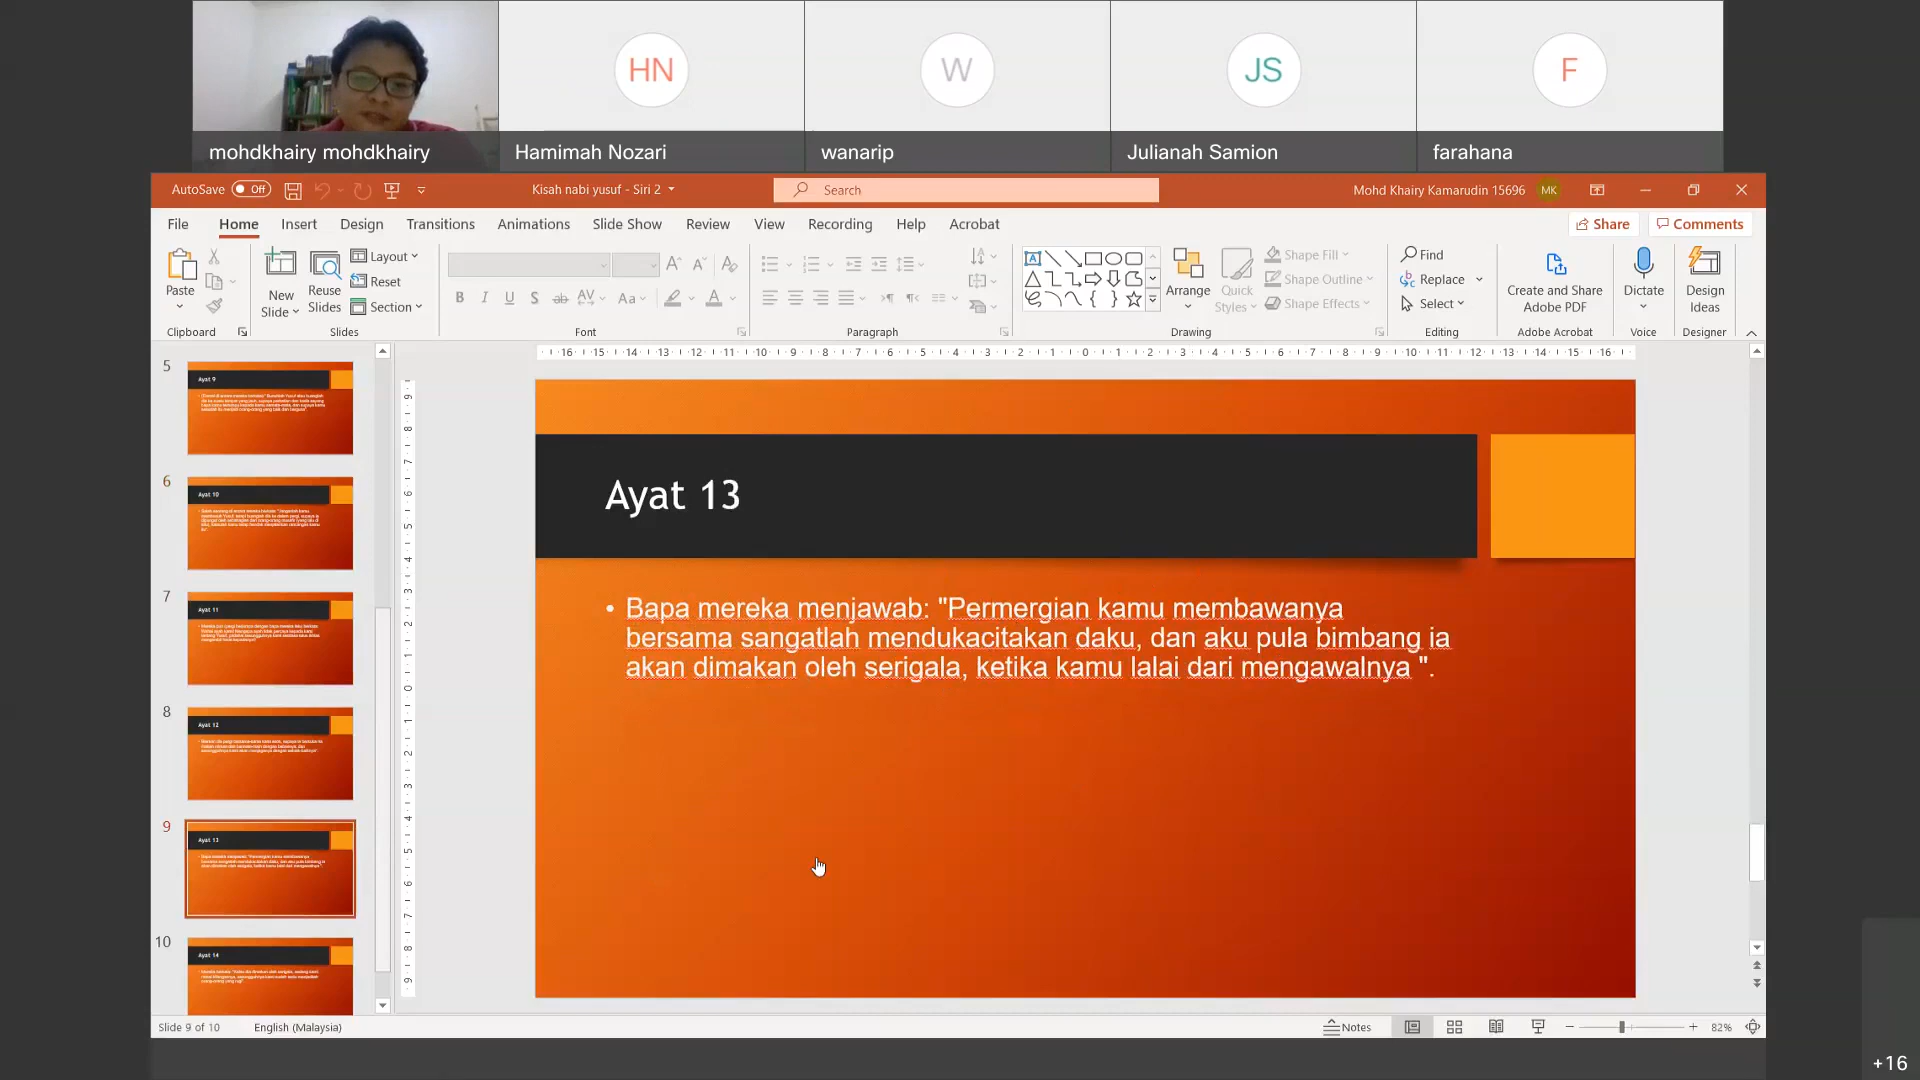 HN
W
JS
F
mohdkhairy mohdkhairy
Hamimah Nozari
wanarip
Julianah Samion
farahana
AutoSave Off
Kisah nabi yusuf - Siri 2
Search
Mohd Khairy Kamarudin 15696
MK
File Home Insert Design Transitions Animations Slide Show Review View Recording Help Acrobat
Share
Comments
Paste
New
Slide
Reuse
Slides
Layout
Reset
Section
Arrange
Quick
Styles
Shape Fill
Shape Outline
Shape Effects
Find
Replace
Select
Create and Share
Adobe PDF
Dictate
Design
Ideas
Clipboard
Slides
Font
Paragraph
Drawing
Editing
Adobe Acrobat
Voice
Designer
5
Ayat 9
6
Ayat 10
7
Ayat 11
8
Ayat 12
9
Ayat 13
10
Ayat 14
Ayat 13
• Bapa mereka menjawab: "Permergian kamu membawanya
bersama sangatlah mendukacitakan daku, dan aku pula bimbang ia
akan dimakan oleh serigala, ketika kamu lalai dari mengawalnya ".
Slide 9 of 10
English (Malaysia)
Notes
82%
+16